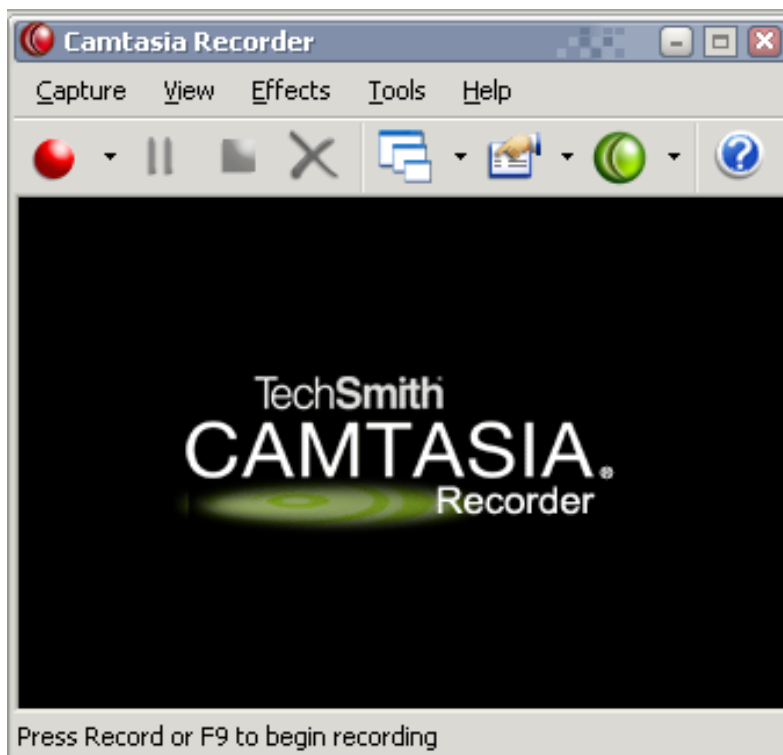 Camtasia Recorder
Capture View Effects Tools Help
TechSmith
CAMTASIA®
Recorder
Press Record or F9 to begin recording